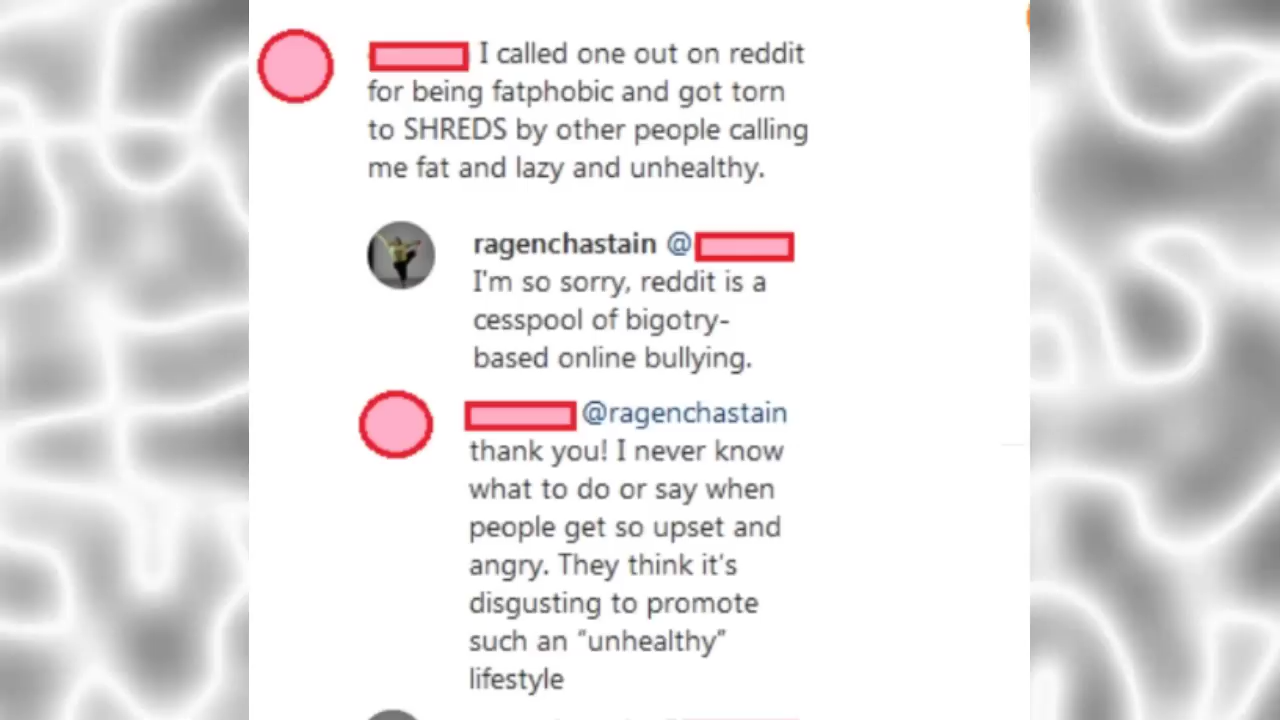 I called one out on reddit
for being fatphobic and got torn
to SHREDS by other people calling
me fat and lazy and unhealthy.
ragenchastain @
I'm so sorry, reddit is a
cesspool of bigotry-
based online bullying.
@ragenchastain
thank you! I never know
what to do or say when
people get so upset and
angry. They think it's
disgusting to promote
such an "unhealthy"
lifestyle